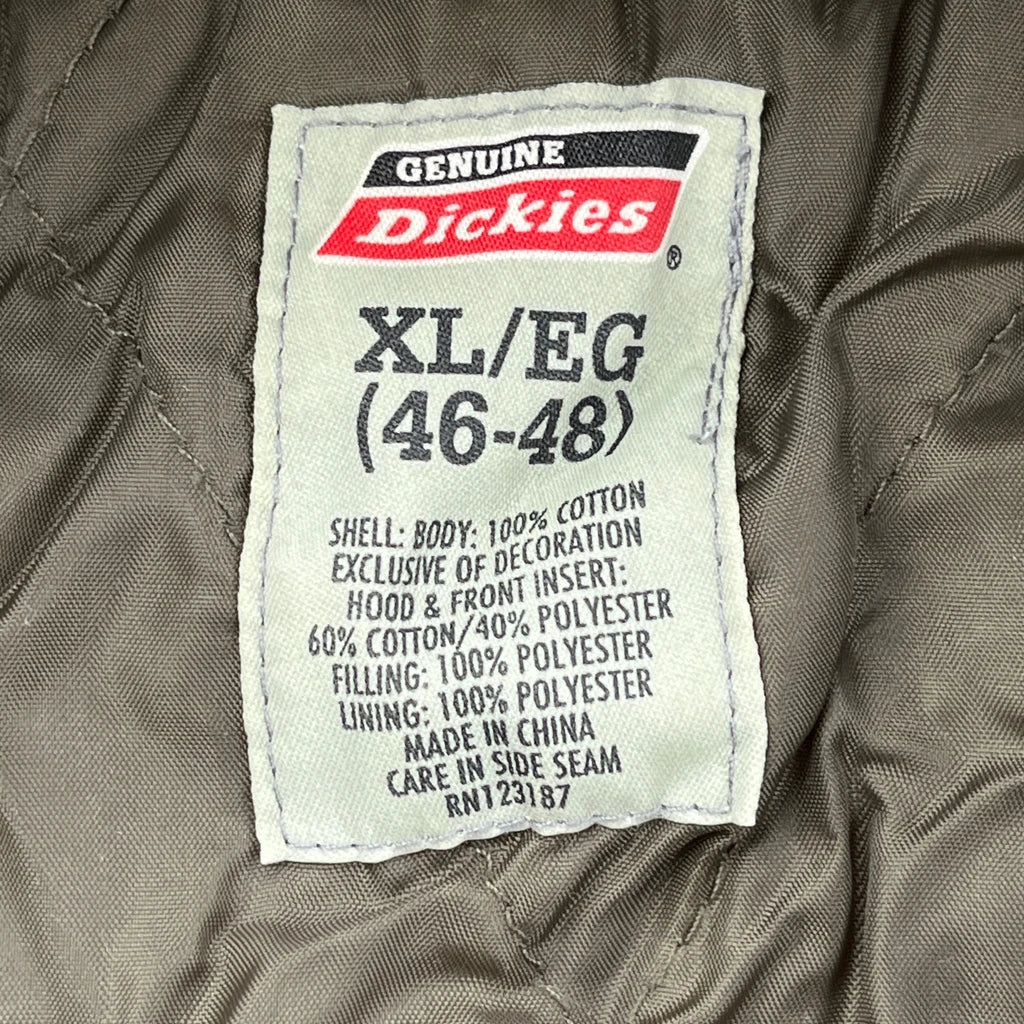 GENUINE
Dickies
®
XL/EG
(46-48)
SHELL: BODY: 100% COTTON
EXCLUSIVE OF DECORATION
HOOD & FRONT INSERT:
60% COTTON/40% POLYESTER
FILLING: 100% POLYESTER
LINING: 100% POLYESTER
MADE IN CHINA
CARE IN SIDE SEAM
RN123187